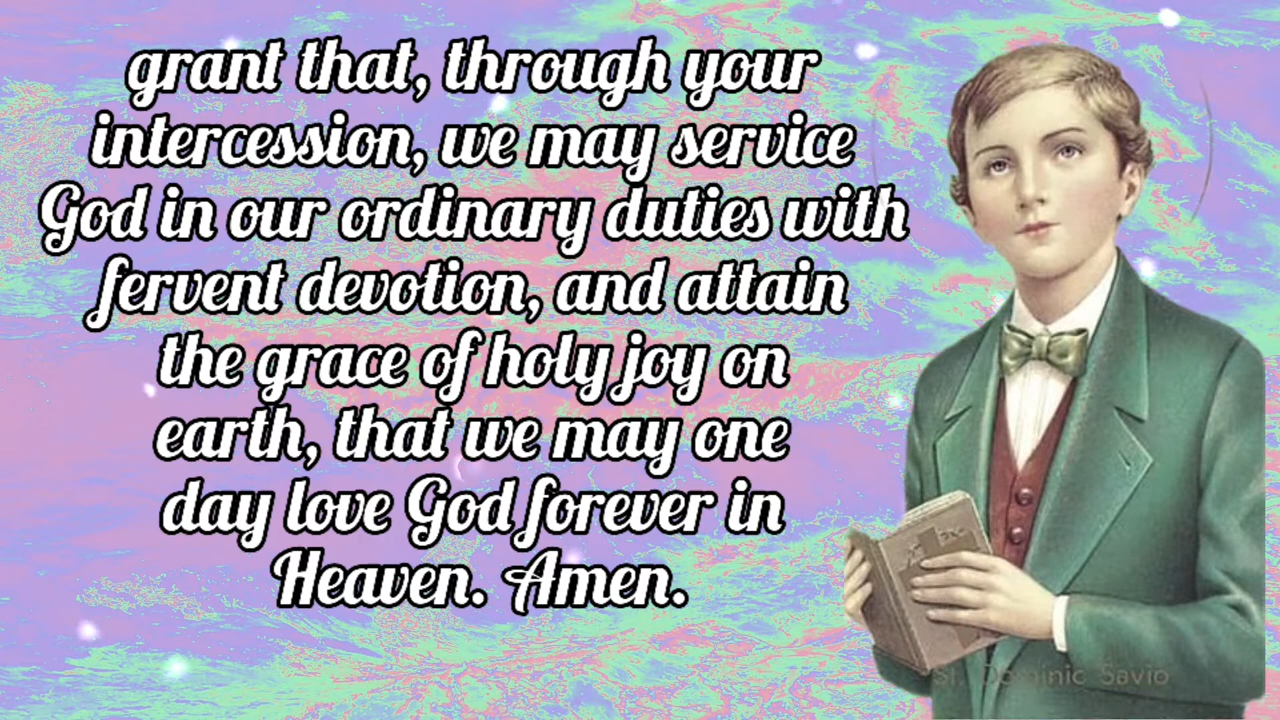 grant that, through your
intercession, we may service
God in our ordinary duties with
fervent devotion, and attain
the grace of holy joy on
earth, that we may one
day love God forever in
Heaven. Amen.
St. Dominic Savio